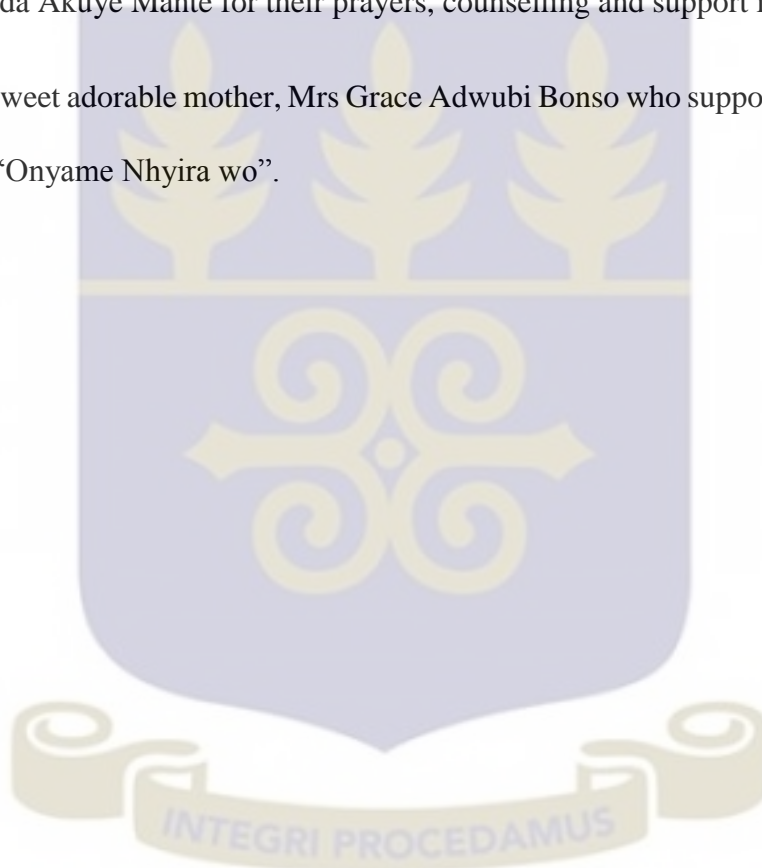 da Akuye Mante for their prayers, counselling and support
weet adorable mother, Mrs Grace Adwubi Bonso who suppo
“Onyame Nhyira wo”.
INTEGRI PROCEDAMUS